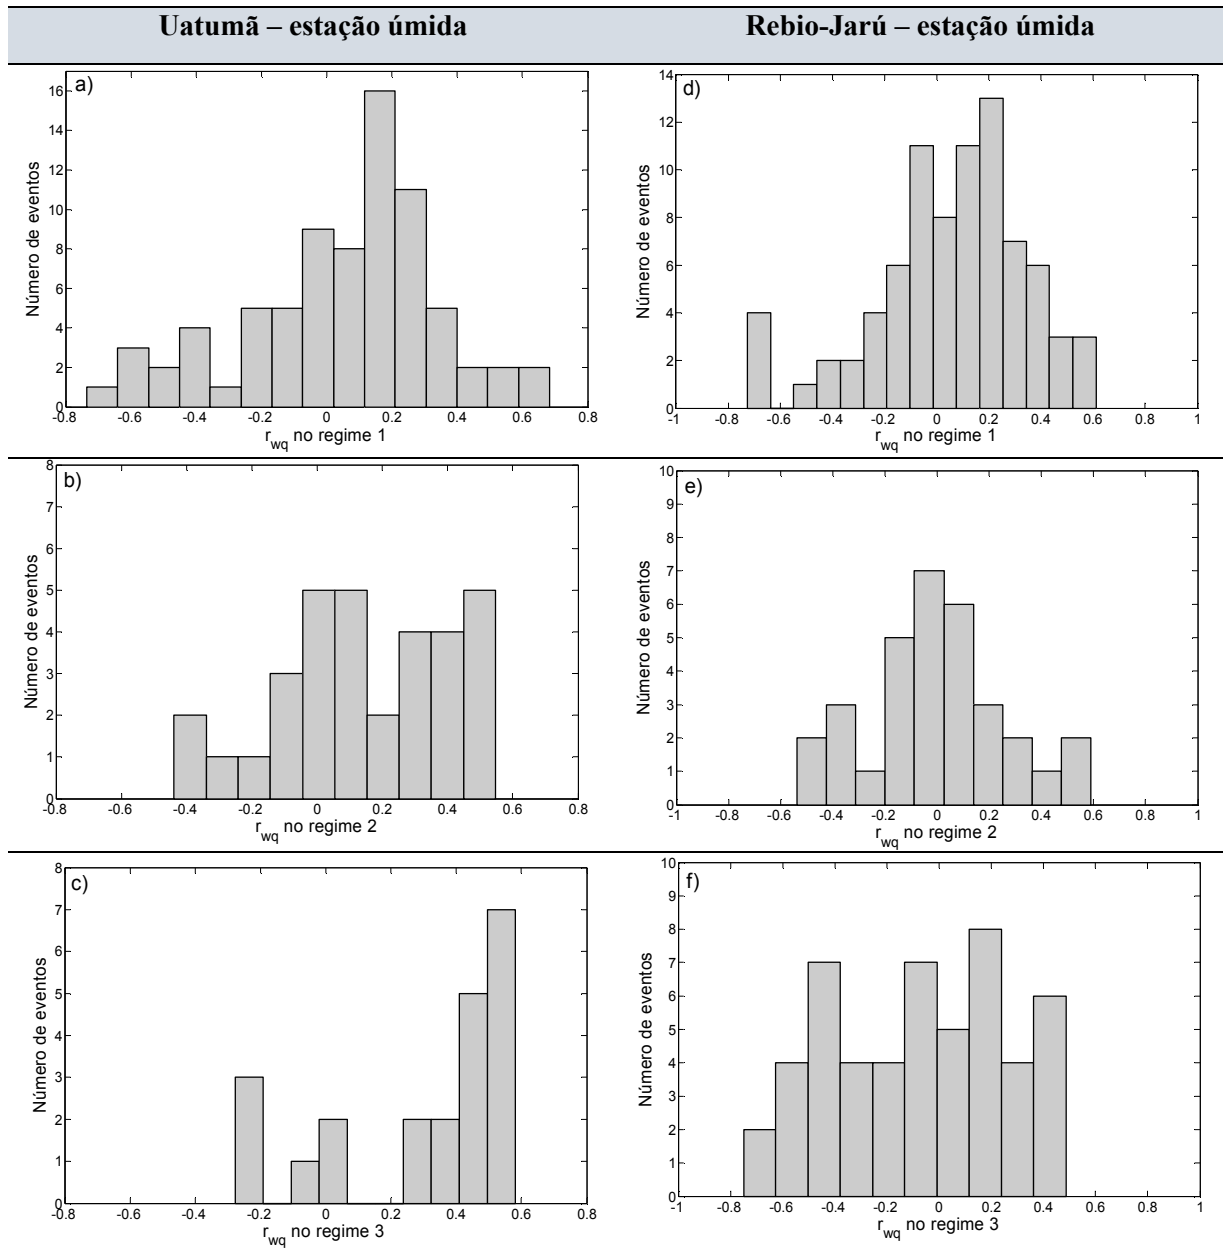 Uatumã – estação úmida
Rebio-Jarú – estação úmida
a)
Número de eventos
16
14
12
10
8
6
4
2
0
-0.8 -0.6 -0.4 -0.2 0 0.2 0.4 0.6 0.8
r_wq no regime 1
d)
Número de eventos
14
12
10
8
6
4
2
0
-1 -0.8 -0.6 -0.4 -0.2 0 0.2 0.4 0.6 0.8 1
r_wq no regime 1
b)
Número de eventos
8
7
6
5
4
3
2
1
0
-0.8 -0.6 -0.4 -0.2 0 0.2 0.4 0.6 0.8
r_wq no regime 2
e)
Número de eventos
10
9
8
7
6
5
4
3
2
1
0
-1 -0.8 -0.6 -0.4 -0.2 0 0.2 0.4 0.6 0.8 1
r_wq no regime 2
c)
Número de eventos
8
7
6
5
4
3
2
1
0
-0.8 -0.6 -0.4 -0.2 0 0.2 0.4 0.6 0.8
r_wq no regime 3
f)
Número de eventos
10
9
8
7
6
5
4
3
2
1
0
-1 -0.8 -0.6 -0.4 -0.2 0 0.2 0.4 0.6 0.8 1
r_wq no regime 3